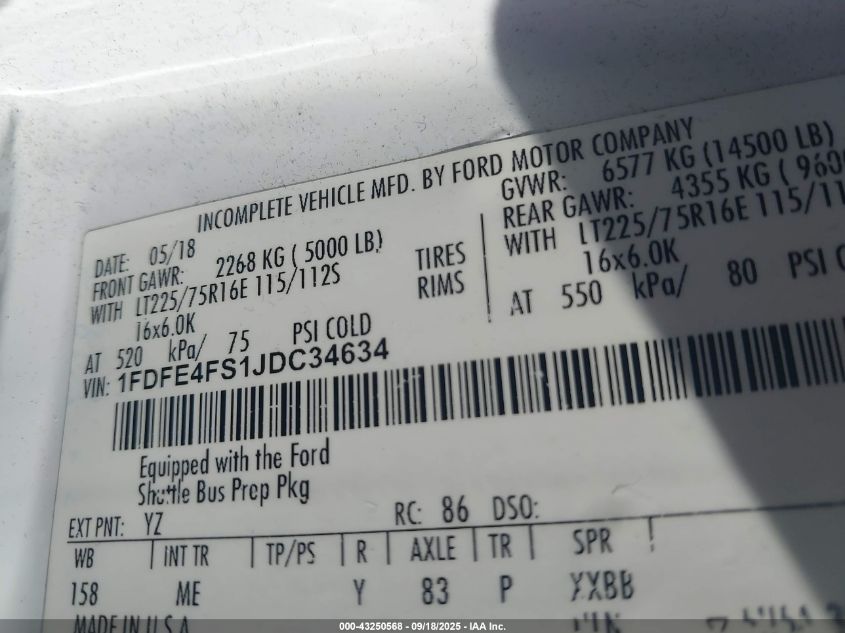 INCOMPLETE VEHICLE MFD. BY FORD MOTOR COMPANY
DATE: 05/18 GVWR: 6577 KG (14500 LB)
FRONT GAWR: 2268 KG ( 5000 LB) REAR GAWR: 4355 KG (
WITH LT225/75R16E 115/112S TIRES WITH LT225/75R16E
16x6.0K RIMS 16x6.0K
AT 520 kPa/ 75 PSI COLD AT 550 kPa/ 80 PSI
VIN: 1FDFE4FS1JDC34634
Equipped with the Ford
Shuttle Bus Prep Pkg
EXT PNT: YZ RC: 86 DSO:
WB INT TR TP/PS R AXLE TR SPR
158 ME Y 83 P XXBB
MADE IN U.S.A
000-43250568 - 09/18/2025 - IAA Inc.